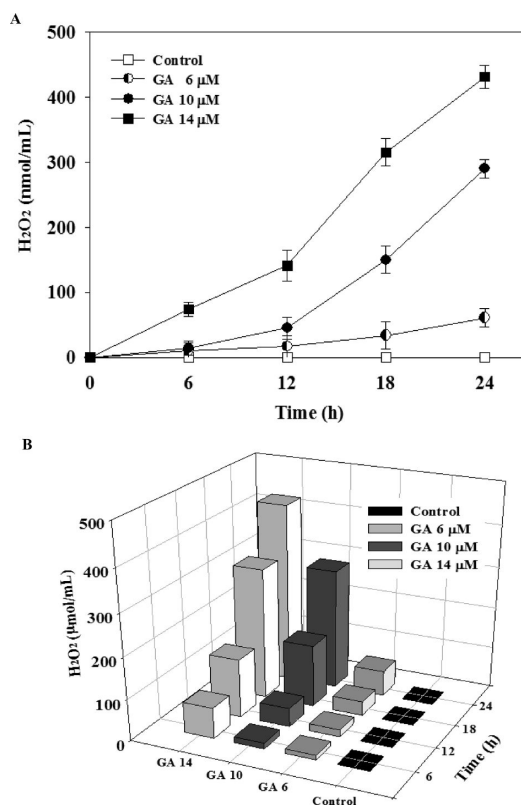 A
500
400
300
200
100
0
H₂O₂ (nmol/mL)
Control
GA 6 µM
GA 10 µM
GA 14 µM
0 6 12 18 24
Time (h)
B
500
400
300
200
100
0
H₂O₂ (µmol/mL)
Control
GA 6 µM
GA 10 µM
GA 14 µM
GA 14
GA 10
GA 6
Control
6
12
18
24
Time (h)